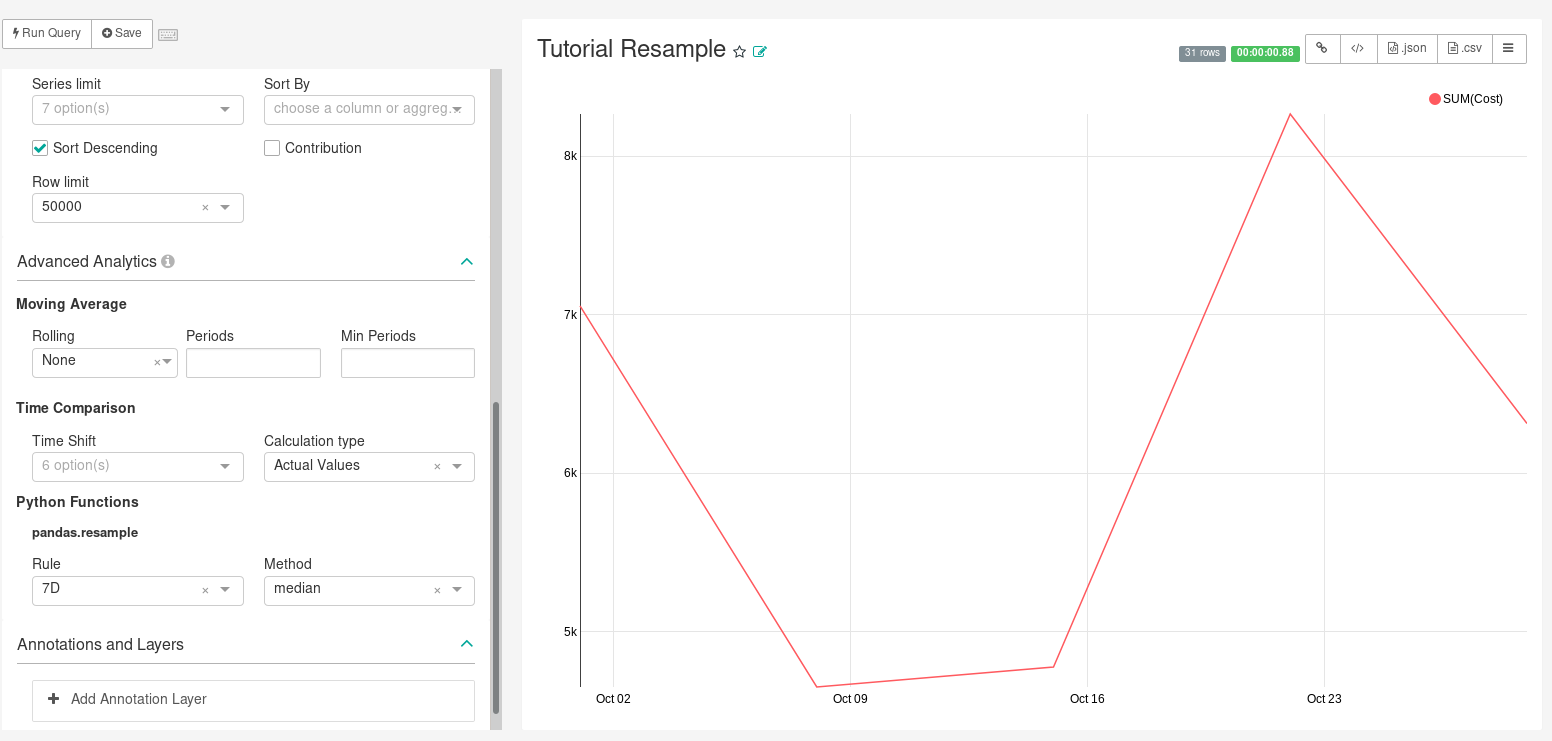 Run Query Save
Series limit Sort By
7 option(s) choose a column or aggreg...
Sort Descending Contribution
Row limit
50000 ×
Advanced Analytics
Moving Average
Rolling Periods Min Periods
None ×
Time Comparison
Time Shift Calculation type
6 option(s) Actual Values ×
Python Functions
pandas.resample
Rule Method
7D × median ×
Annotations and Layers
+ Add Annotation Layer
Tutorial Resample
31 rows 00:00:00.88 </> .json .csv
SUM(Cost)
8k
7k
6k
5k
Oct 02 Oct 09 Oct 16 Oct 23